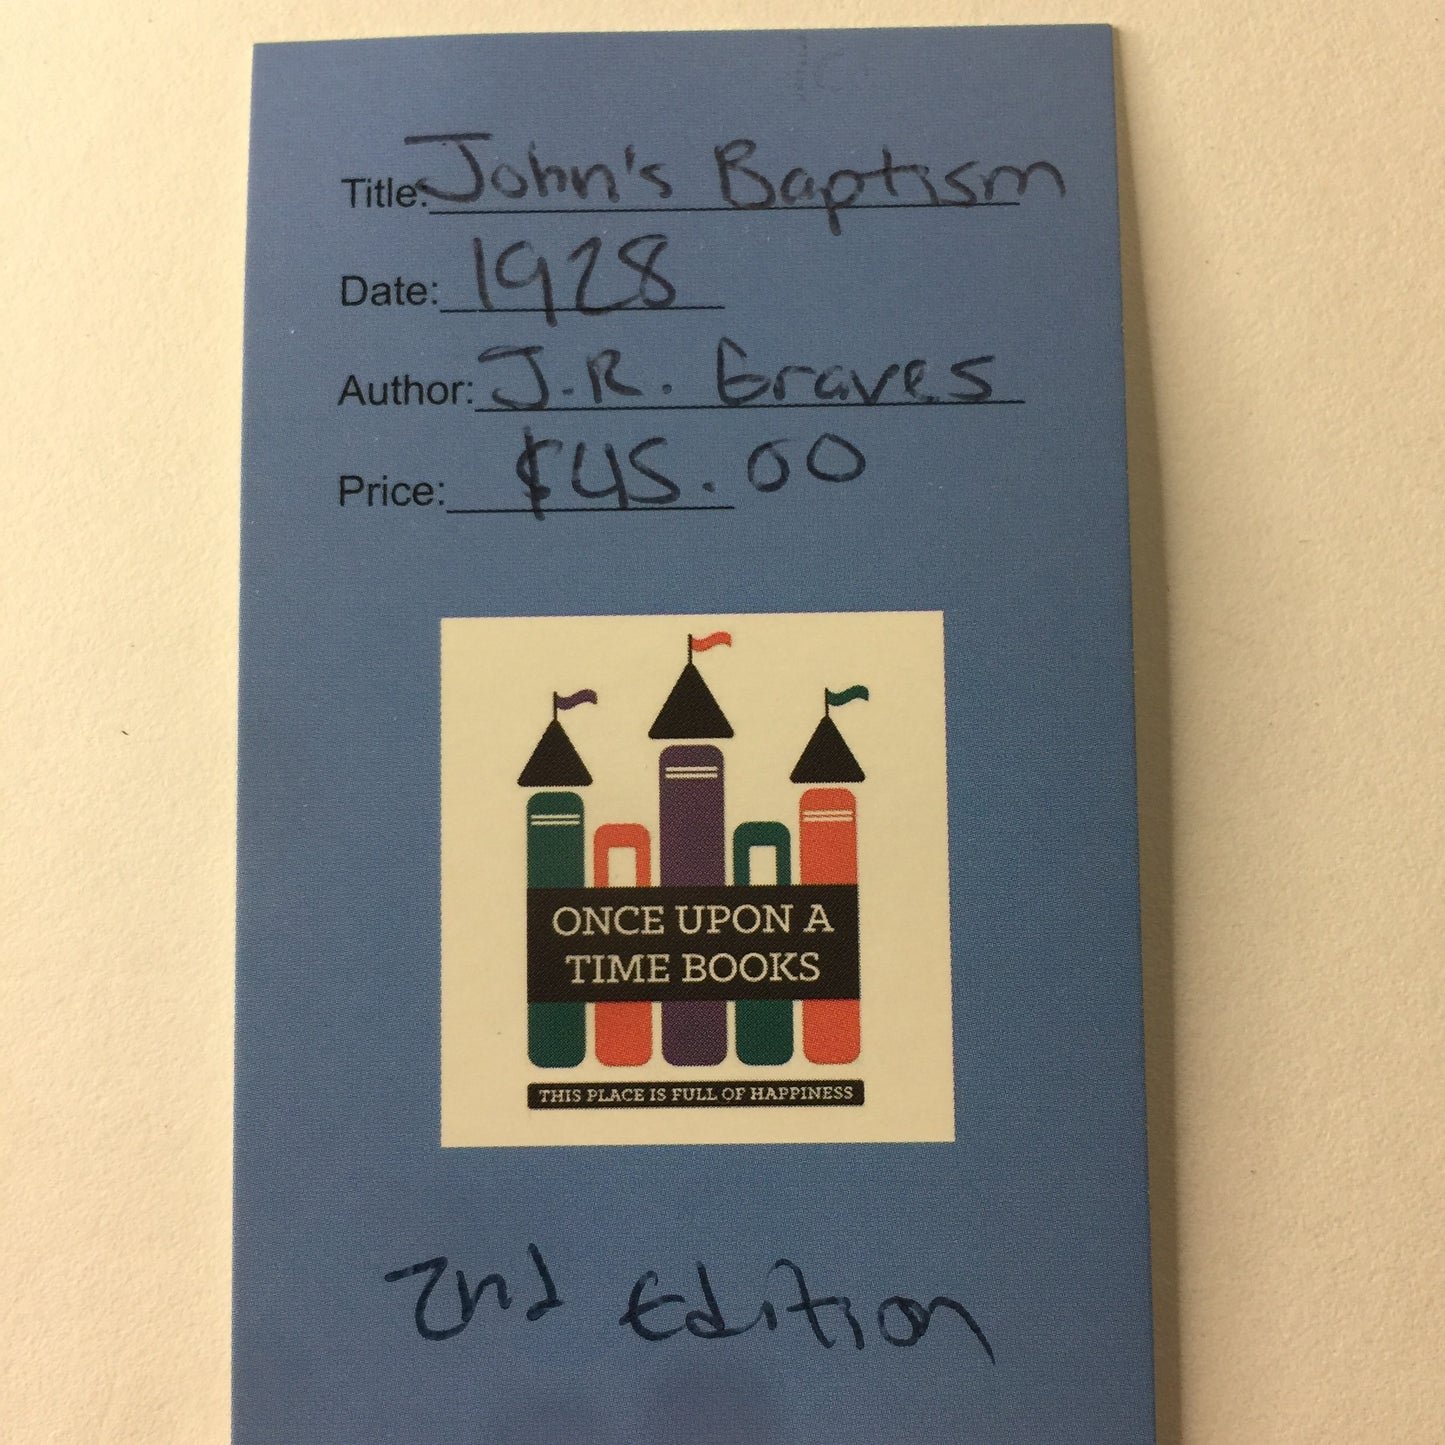 Title: John's Baptism
Date: 1928
Author: J.R. Graves
Price: $45.00
ONCE UPON A
TIME BOOKS
THIS PLACE IS FULL OF HAPPINESS
2nd Edition